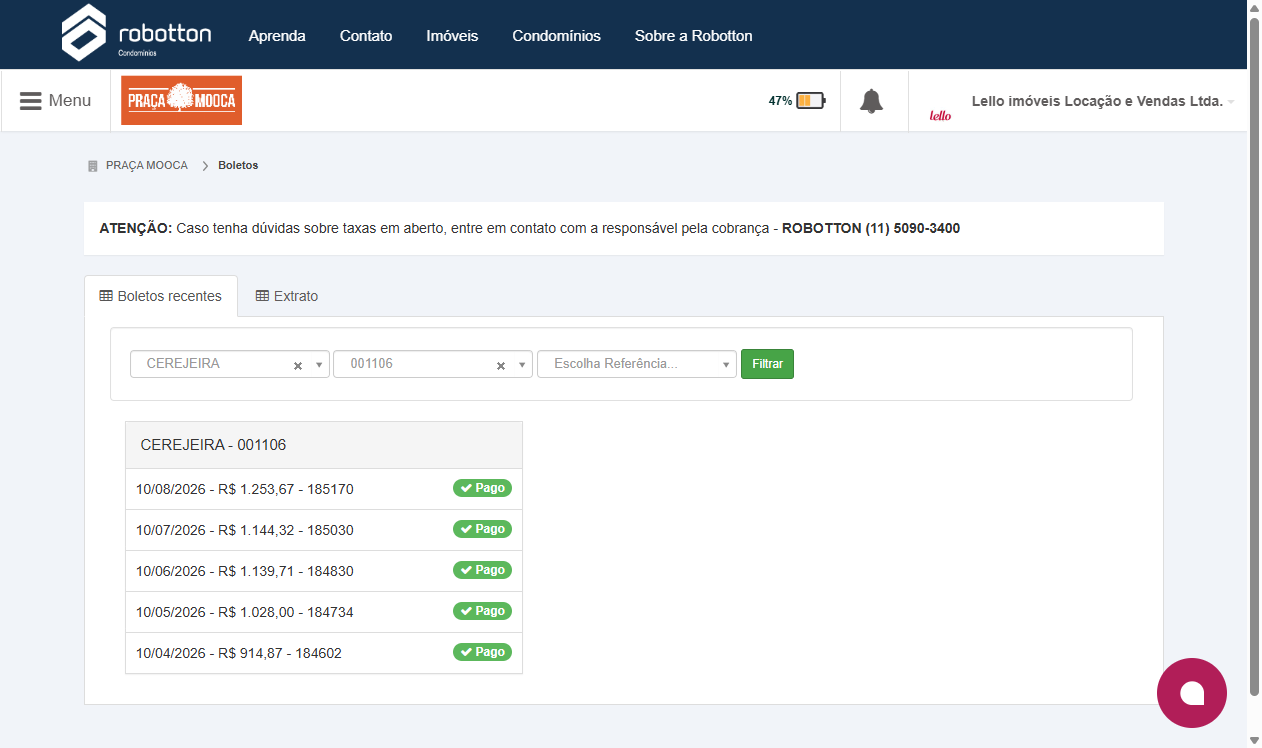 robotton
Condomínios
Aprenda
Contato
Imóveis
Condomínios
Sobre a Robotton
Menu
PRAÇA MOOCA
47%
lello
Lello imóveis Locação e Vendas Ltda.
PRAÇA MOOCA
Boletos
ATENÇÃO: Caso tenha dúvidas sobre taxas em aberto, entre em contato com a responsável pela cobrança - ROBOTTON (11) 5090-3400
Boletos recentes
Extrato
CEREJEIRA
001106
Escolha Referência...
Filtrar
CEREJEIRA - 001106
10/08/2026 - R$ 1.253,67 - 185170
Pago
10/07/2026 - R$ 1.144,32 - 185030
Pago
10/06/2026 - R$ 1.139,71 - 184830
Pago
10/05/2026 - R$ 1.028,00 - 184734
Pago
10/04/2026 - R$ 914,87 - 184602
Pago